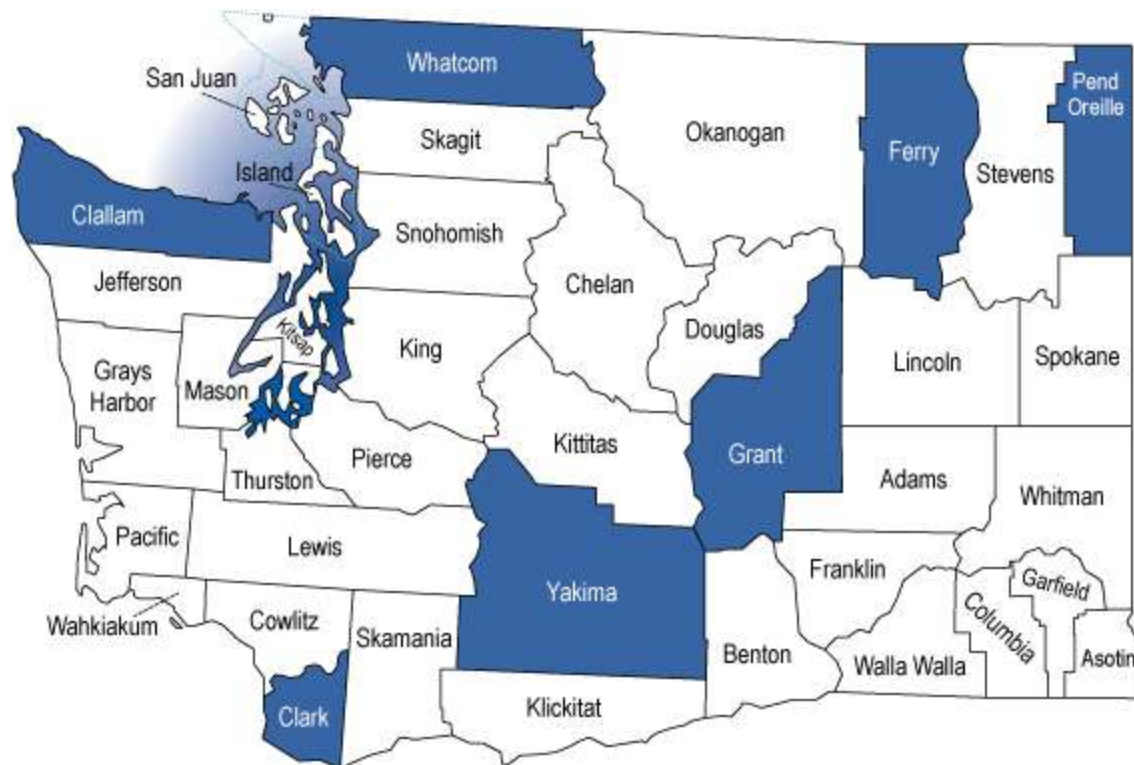 Whatcom
San Juan
Skagit
Okanogan
Pend
Oreille
Ferry
Stevens
Island
Clallam
Snohomish
Jefferson
Chelan
Douglas
Kitsap
King
Lincoln
Spokane
Grays
Harbor
Mason
Kittitas
Grant
Pierce
Thurston
Adams
Whitman
Pacific
Lewis
Franklin
Garfield
Yakima
Wahkiakum
Cowlitz
Skamania
Columbia
Benton
Walla Walla
Asotin
Klickitat
Clark